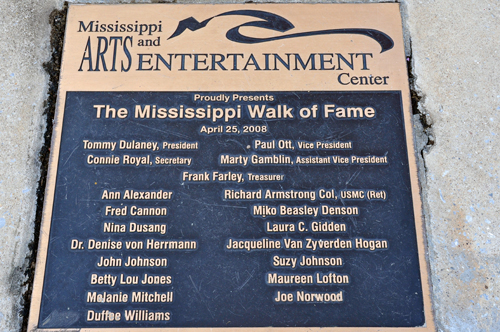 Mississippi
ARTS and
ENTERTAINMENT
Center
Proudly Presents
The Mississippi Walk of Fame
April 25, 2008
Tommy Dulaney, President Paul Ott, Vice President
Connie Royal, Secretary Marty Gamblin, Assistant Vice President
Frank Farley, Treasurer
Ann Alexander Richard Armstrong Col, USMC (Ret)
Fred Cannon Miko Beasley Denson
Nina Dusang Laura C. Gidden
Dr. Denise von Herrmann Jacqueline Van Zyverden Hogan
John Johnson Suzy Johnson
Betty Lou Jones Maureen Lofton
Melanie Mitchell Joe Norwood
Duffee Williams